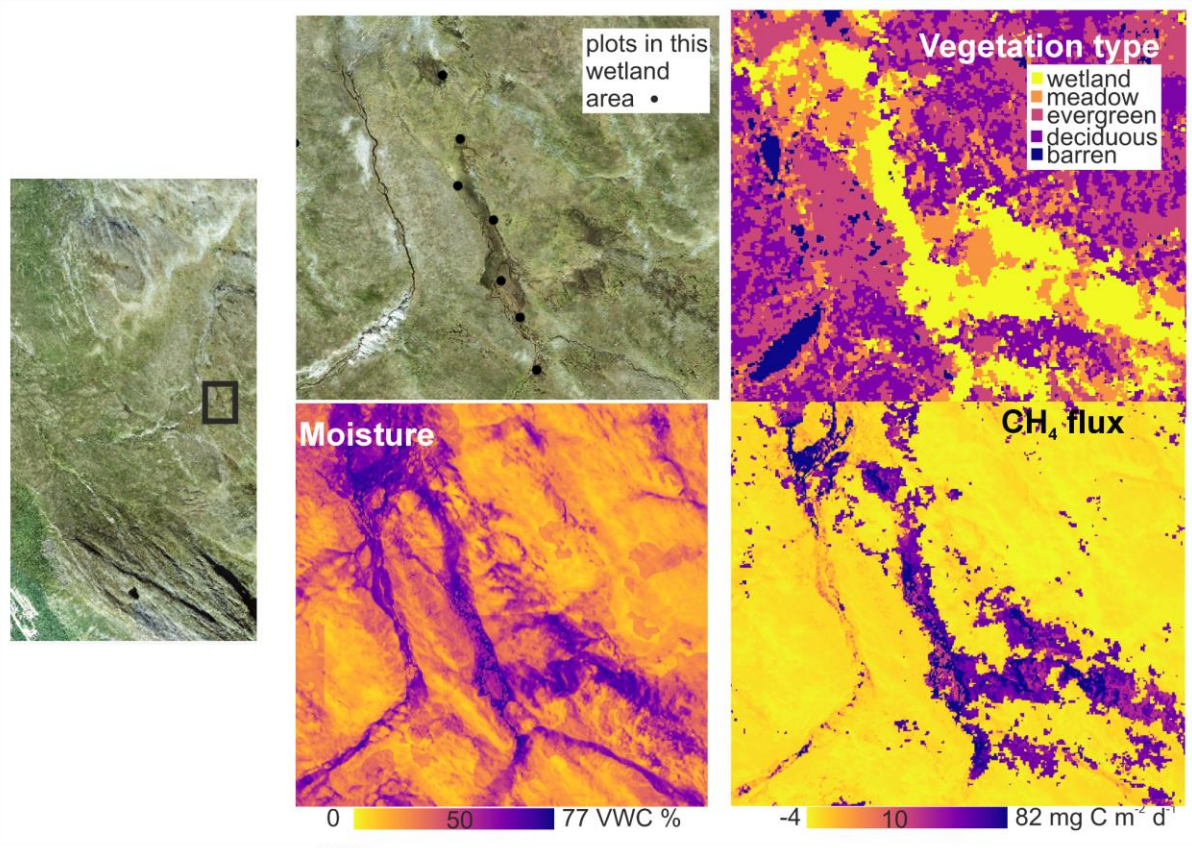 plots in this
wetland
area •
Vegetation type
wetland
meadow
evergreen
deciduous
barren
Moisture
CH₄ flux
0 50 77 VWC %
-4 10 82 mg C m⁻² d⁻¹